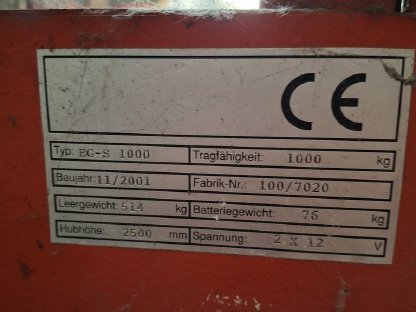 CE
Typ: EG-S 1000 Tragfähigkeit: 1000 kg
Baujahr: 11/2001 Fabrik-Nr.: 100/7020
Leergewicht: 514 kg Batteriegewicht: 76 kg
Hubhöhe: 2500 mm Spannung: 2 X 12 V